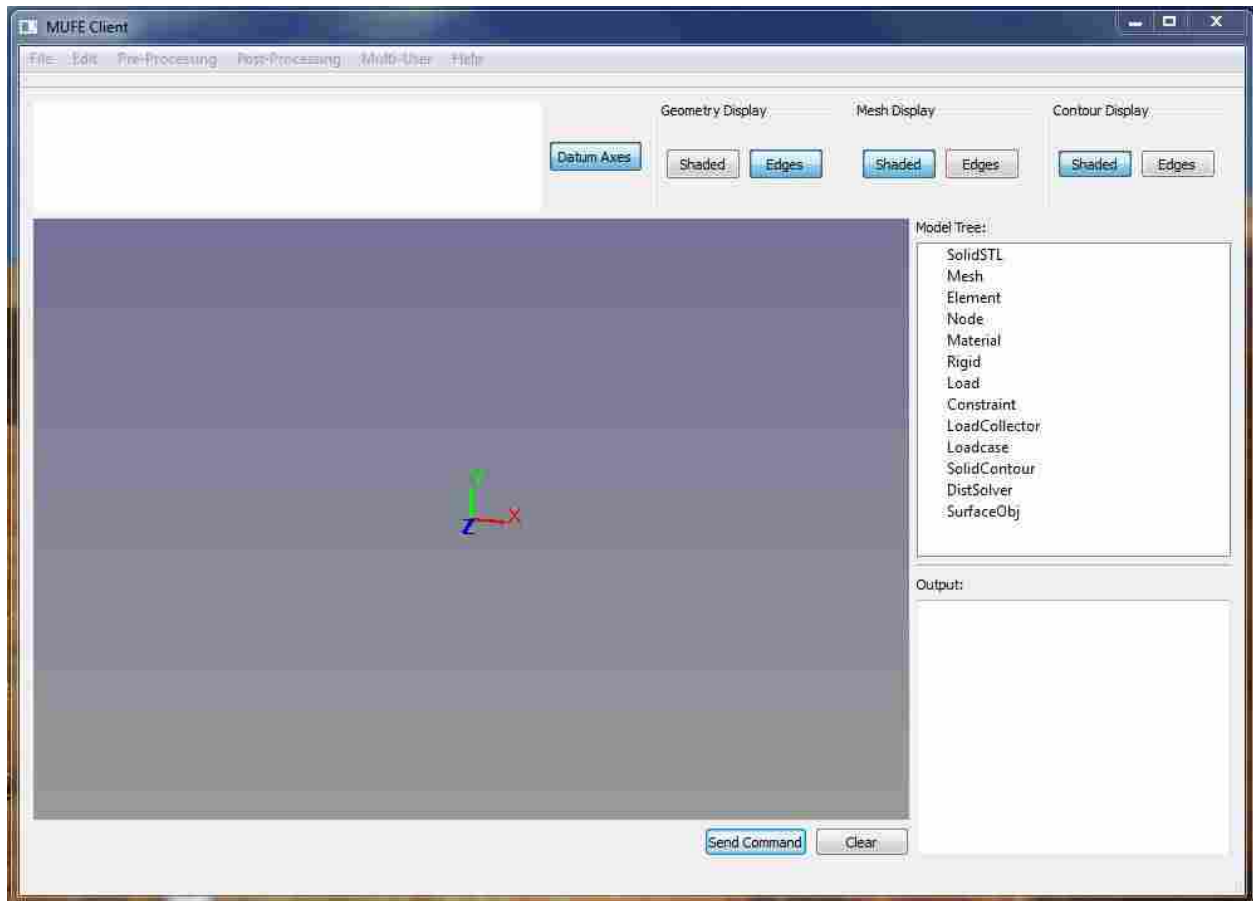 MUFE Client
File Edit Pre-Processing Post-Processing Multi-User Help
Geometry Display Mesh Display Contour Display
Datum Axes Shaded Edges Shaded Edges Shaded Edges
Model Tree:
SolidSTL
Mesh
Element
Node
Material
Rigid
Load
Constraint
LoadCollector
Loadcase
SolidContour
DistSolver
SurfaceObj
Y
Z X
Output:
Send Command Clear